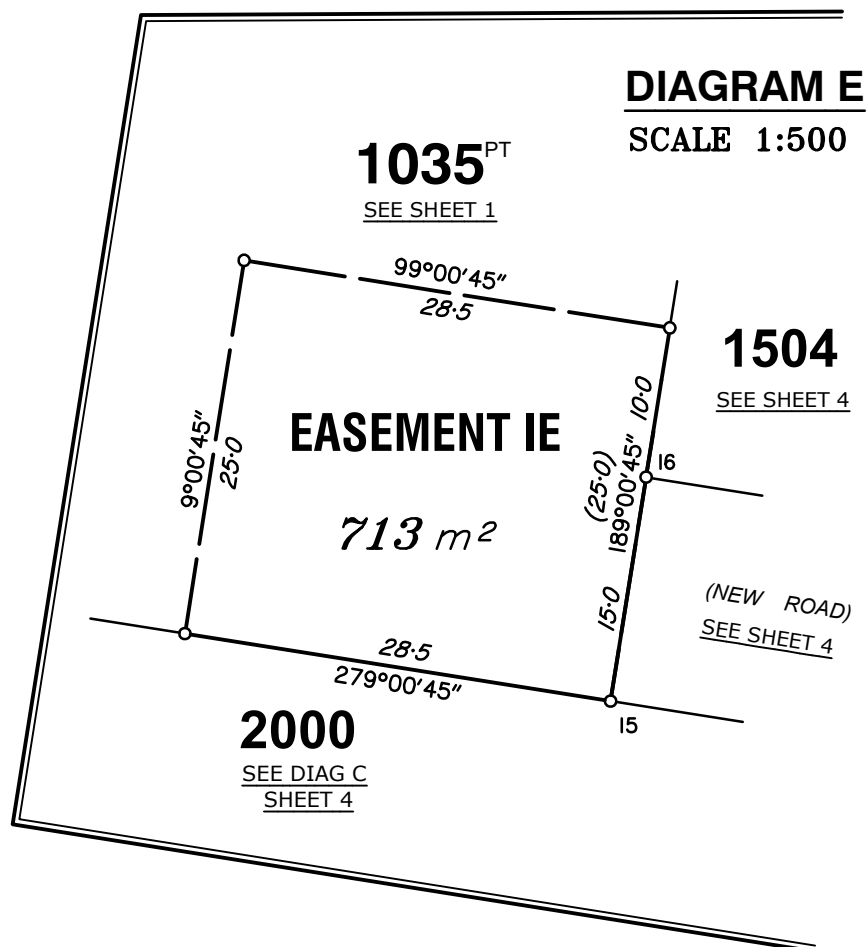 DIAGRAM E
SCALE 1:500
1035 PT
SEE SHEET 1
99°00'45"
28·5
1504
SEE SHEET 4
10·0
EASEMENT IE
9°00'45"
25·0
(25·0)
189°00'45"
16
713 m²
15·0
(NEW ROAD)
SEE SHEET 4
28·5
279°00'45"
15
2000
SEE DIAG C
SHEET 4